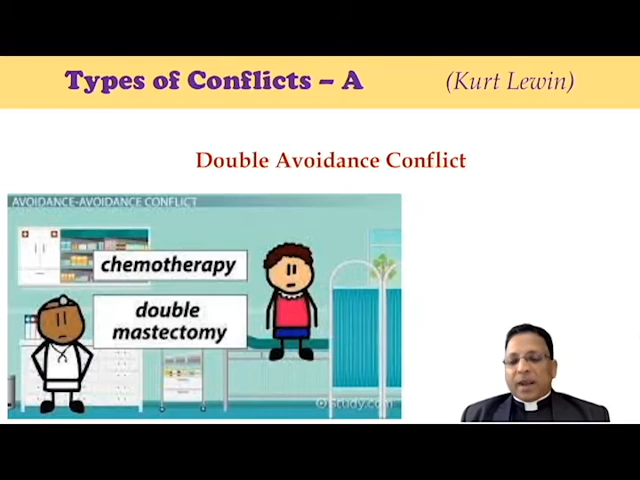 Types of Conflicts – A (Kurt Lewin)
Double Avoidance Conflict
AVOIDANCE-AVOIDANCE CONFLICT
chemotherapy
double
mastectomy
© study.com